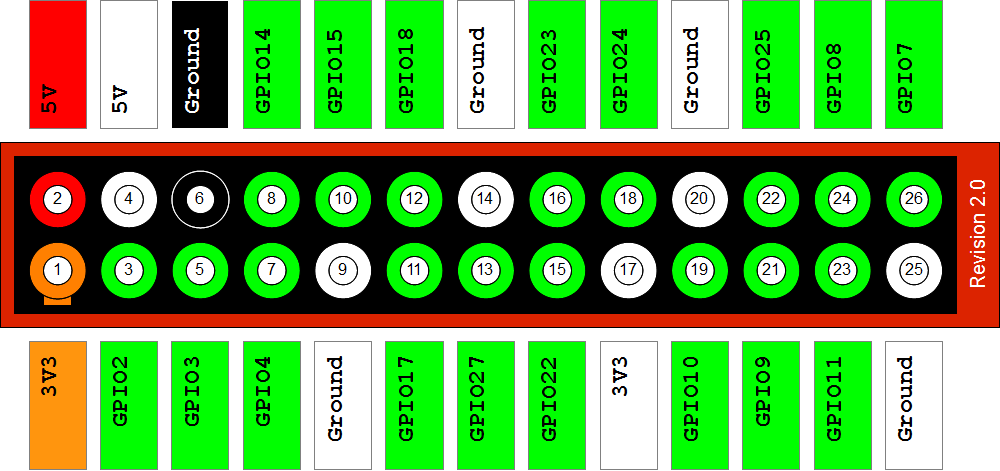 5V 5V Ground GPIO14 GPIO15 GPIO18 Ground GPIO23 GPIO24 Ground GPIO25 GPIO8 GPIO7
2 4 6 8 10 12 14 16 18 20 22 24 26
1 3 5 7 9 11 13 15 17 19 21 23 25
Revision 2.0
3V3 GPIO2 GPIO3 GPIO4 Ground GPIO17 GPIO27 GPIO22 3V3 GPIO10 GPIO9 GPIO11 Ground